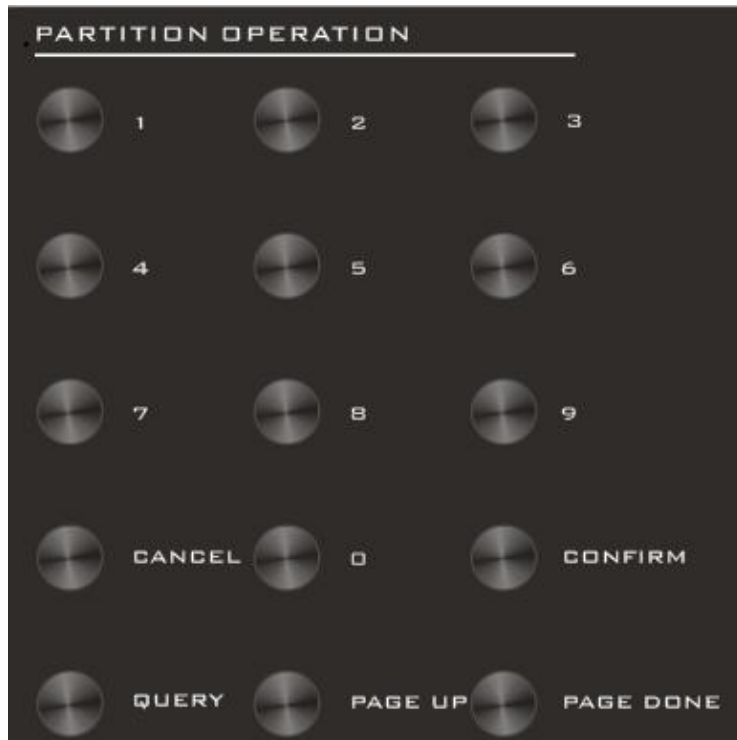 PARTITION OPERATION
1 2 3
4 5 6
7 8 9
CANCEL 0 CONFIRM
QUERY PAGE UP PAGE DONE